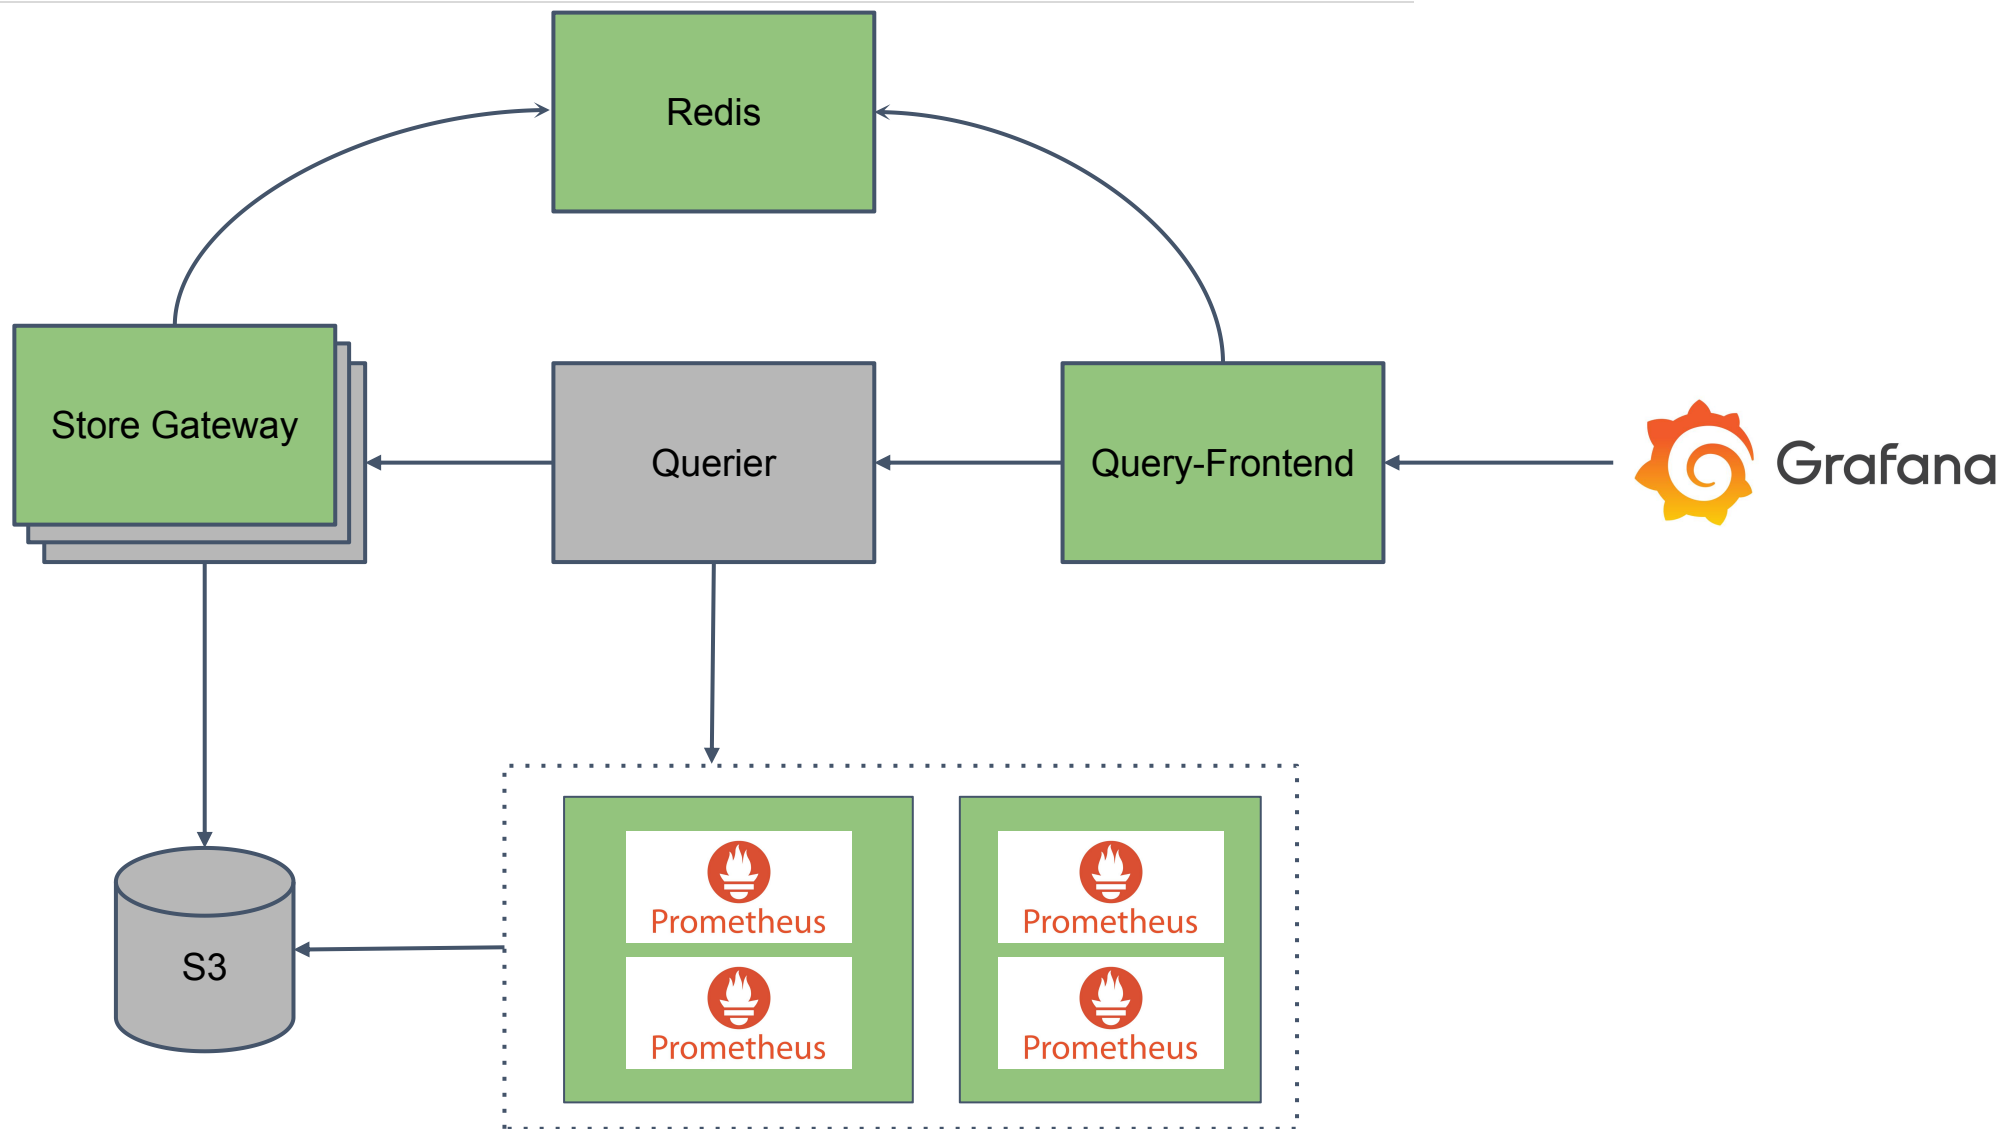 Redis
Store Gateway
Querier
Query-Frontend
Grafana
Prometheus
Prometheus
S3
Prometheus
Prometheus